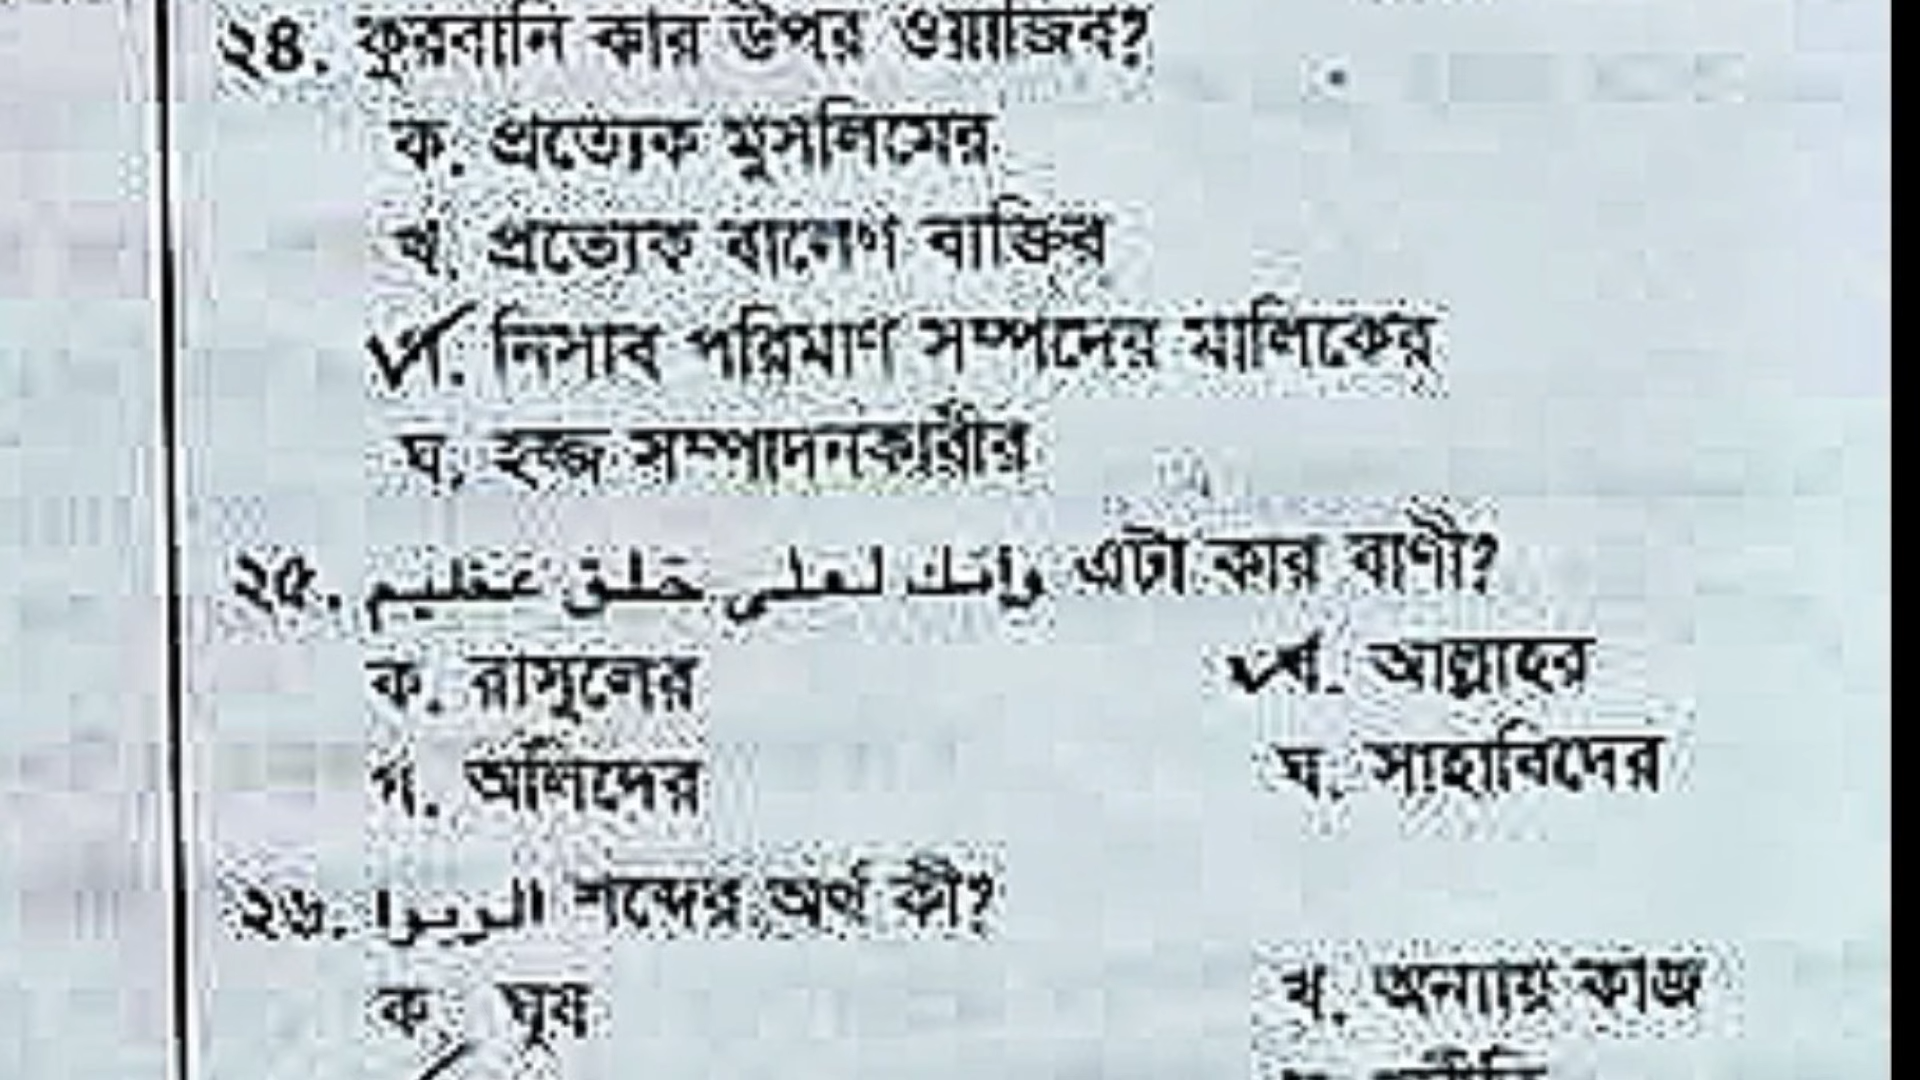 ২৪. কুরবানি কার উপর ওয়াজিব?
ক. প্রত্যেক মুসলিমের
খ. প্রত্যেক বালেগ ব্যক্তির
গ. নিসাব পরিমাণ সম্পদের মালিকের
ঘ. হজ্জ সম্পাদনকারীর
২৫. وإنك لعلى خلق عظيم এটা কার বাণী?
ক. রাসূলের খ. আল্লাহর
গ. অলিদের ঘ. সাহাবিদের
২৬. الربوا শব্দের অর্থ কী?
ক. ঘুষ খ. অন্যায় কাজ